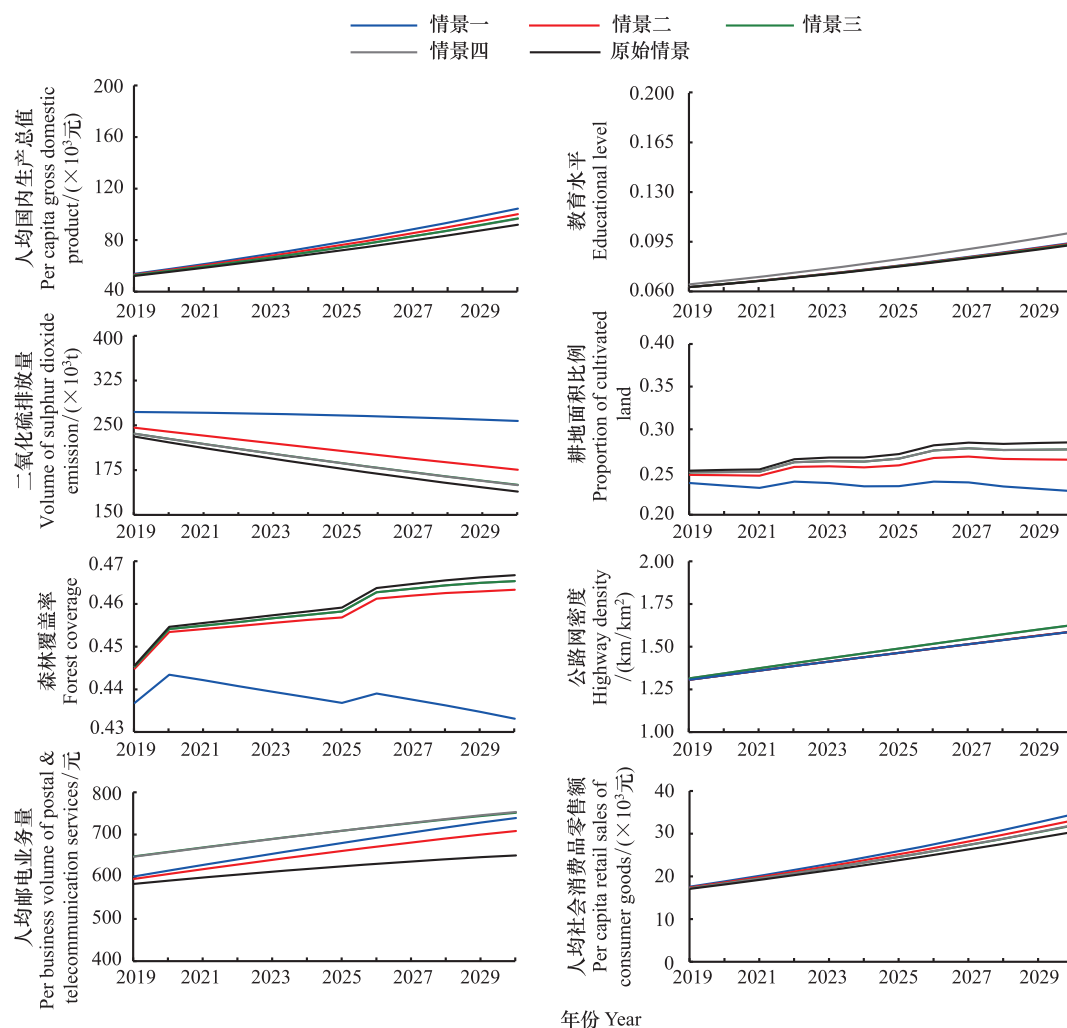 情景一 情景二 情景三
情景四 原始情景
人均国内生产总值
Per capita gross domestic
product/(×10³元)
200
160
120
80
40
2019 2021 2023 2025 2027 2029
教育水平
Educational level
0.200
0.165
0.130
0.095
0.060
2019 2021 2023 2025 2027 2029
二氧化硫排放量
Volume of sulphur dioxide
emission/(×10³t)
400
325
250
175
150
2019 2021 2023 2025 2027 2029
耕地面积比例
Proportion of cultivated
land
0.40
0.35
0.30
0.25
0.20
2019 2021 2023 2025 2027 2029
森林覆盖率
Forest coverage
0.47
0.46
0.45
0.44
0.43
2019 2021 2023 2025 2027 2029
公路网密度
Highway density
/(km/km²)
2.00
1.75
1.50
1.25
1.00
2019 2021 2023 2025 2027 2029
人均邮电业务量
Per business volume of postal &
telecommunication services/元
800
700
600
500
400
2019 2021 2023 2025 2027 2029
人均社会消费品零售额
Per capita retail sales of
consumer goods/(×10³元)
40
30
20
10
0
2019 2021 2023 2025 2027 2029
年份 Year